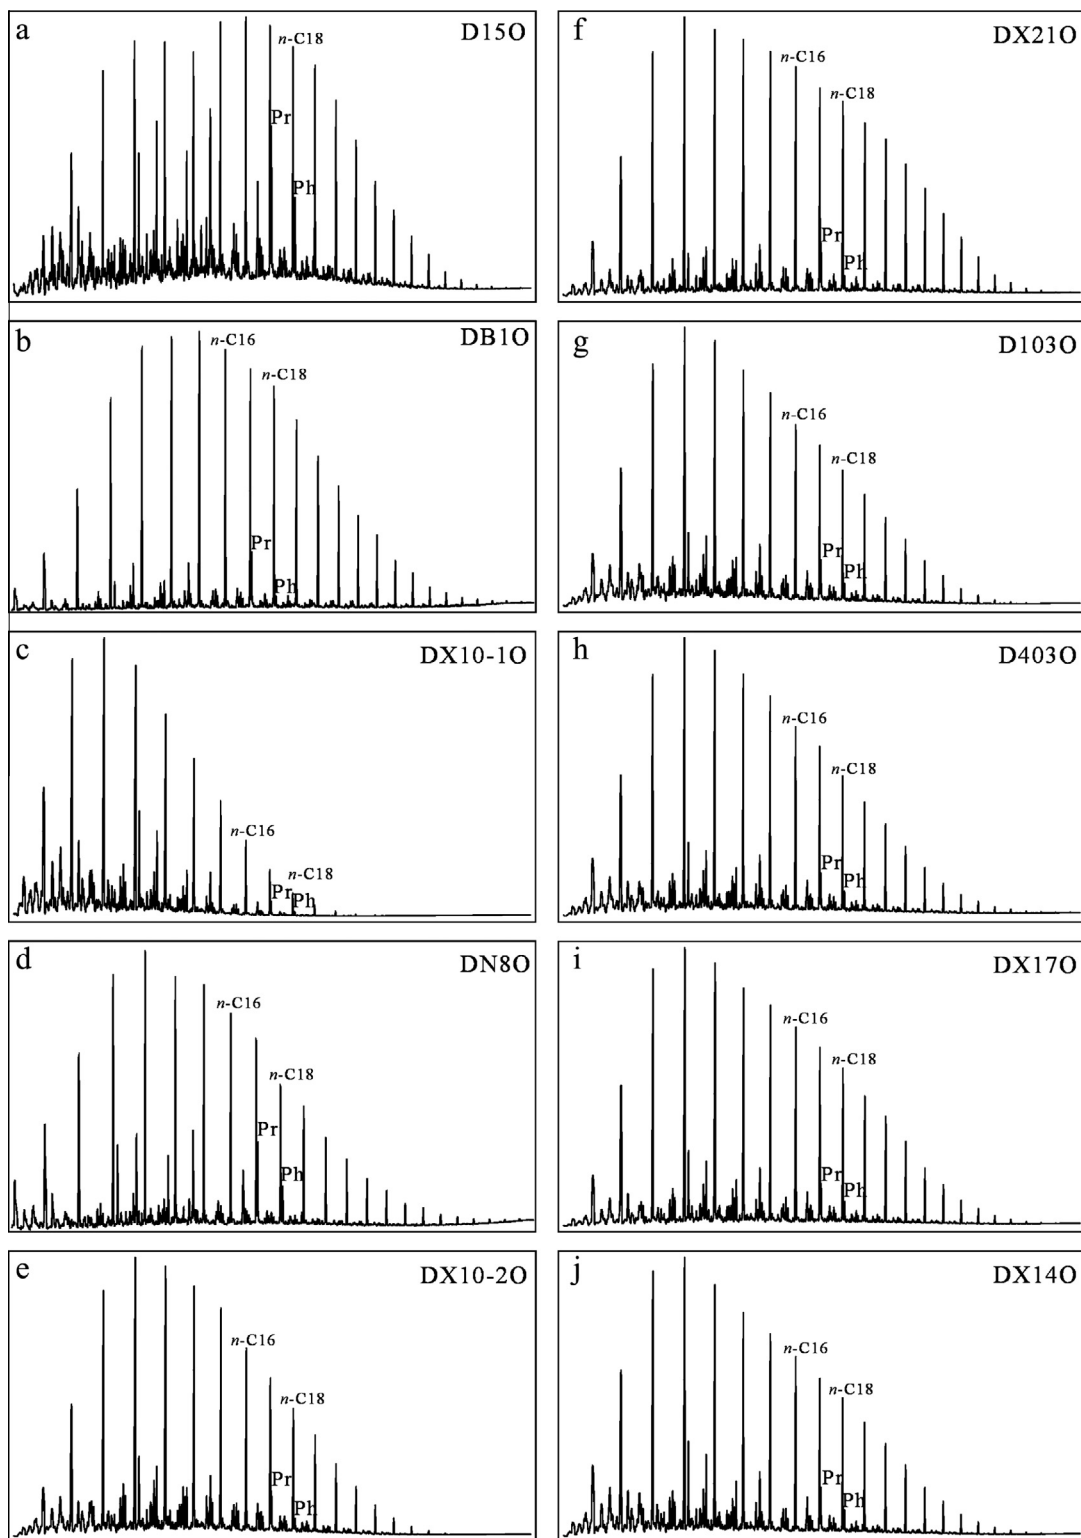 a
D15O
n-C18
Pr
Ph
b
DB1O
n-C16
n-C18
Pr
Ph
c
DX10-1O
n-C16
n-C18
Pr
Ph
d
DN8O
n-C16
n-C18
Pr
Ph
e
DX10-2O
n-C16
n-C18
Pr
Ph
f
DX21O
n-C16
n-C18
Pr
Ph
g
D103O
n-C16
n-C18
Pr
Ph
h
D403O
n-C16
n-C18
Pr
Ph
i
DX17O
n-C16
n-C18
Pr
Ph
j
DX14O
n-C16
n-C18
Pr
Ph